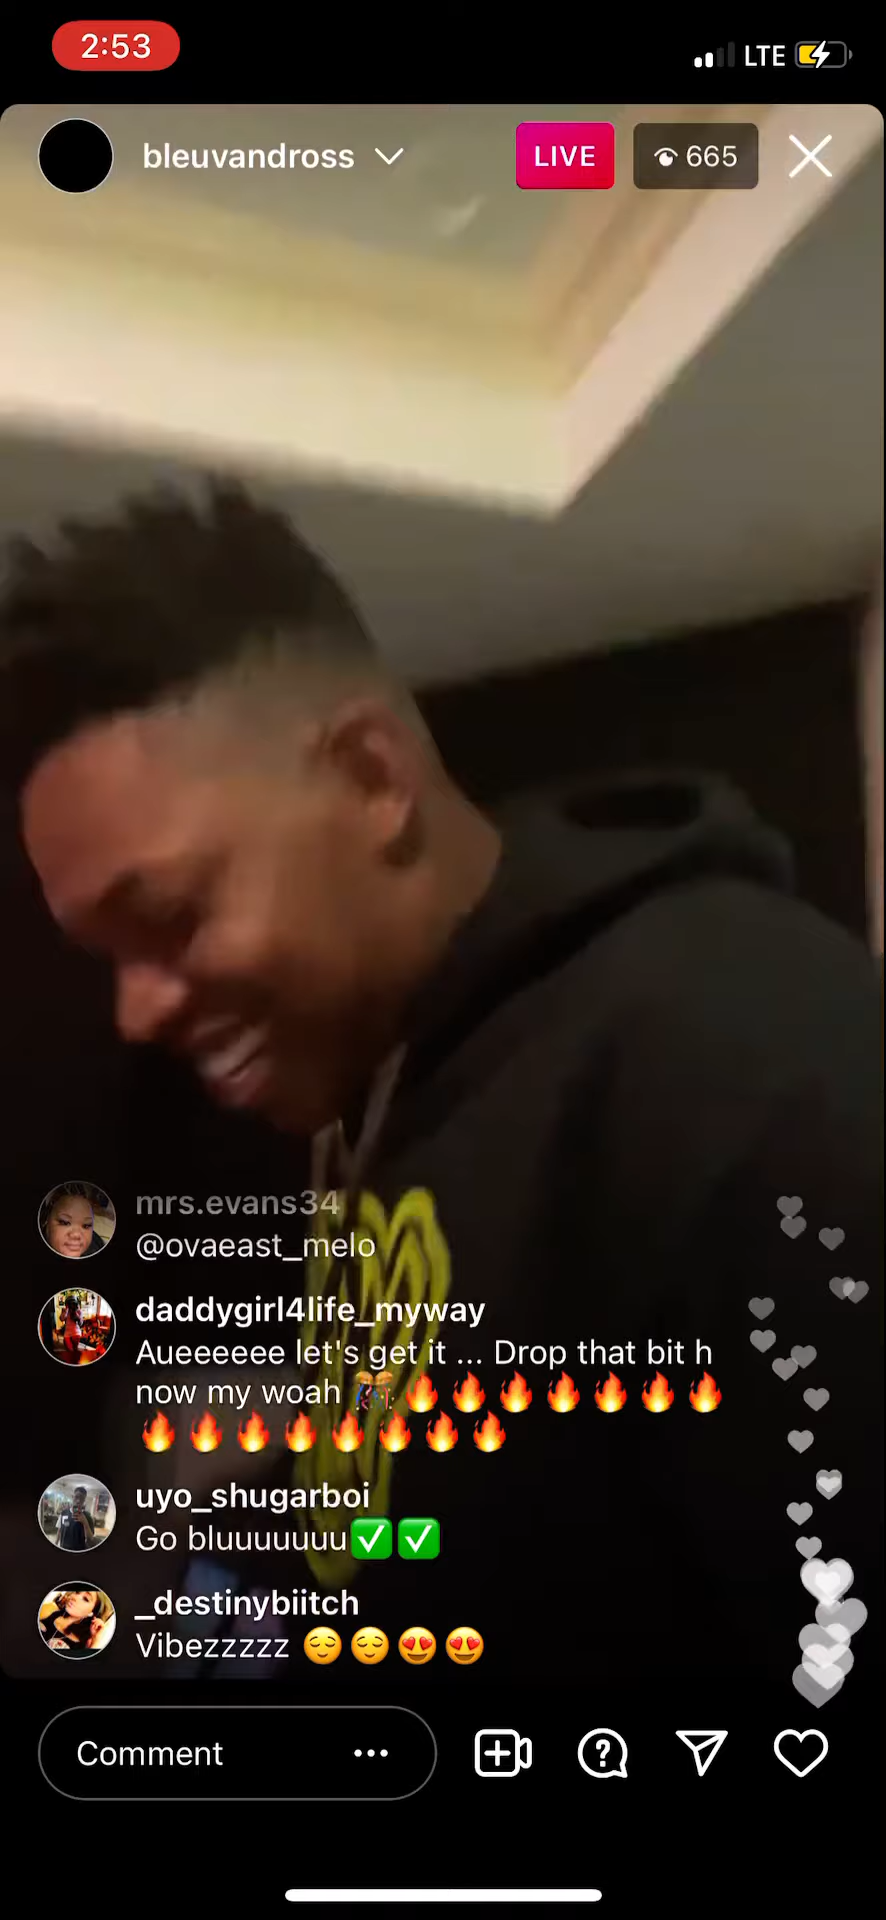 2:53
LTE
bleuvandross
LIVE
665
mrs.evans34
@ovaeast_melo
daddygirl4life_myway
Aueeeeee let's get it ... Drop that bit h
now my woah 👯🔥🔥🔥🔥🔥🔥🔥
🔥🔥🔥🔥🔥🔥🔥🔥
uyo_shugarboi
Go bluuuuuuu✅✅
_destinybiitch
Vibezzzzz 😌😌😍😍
Comment